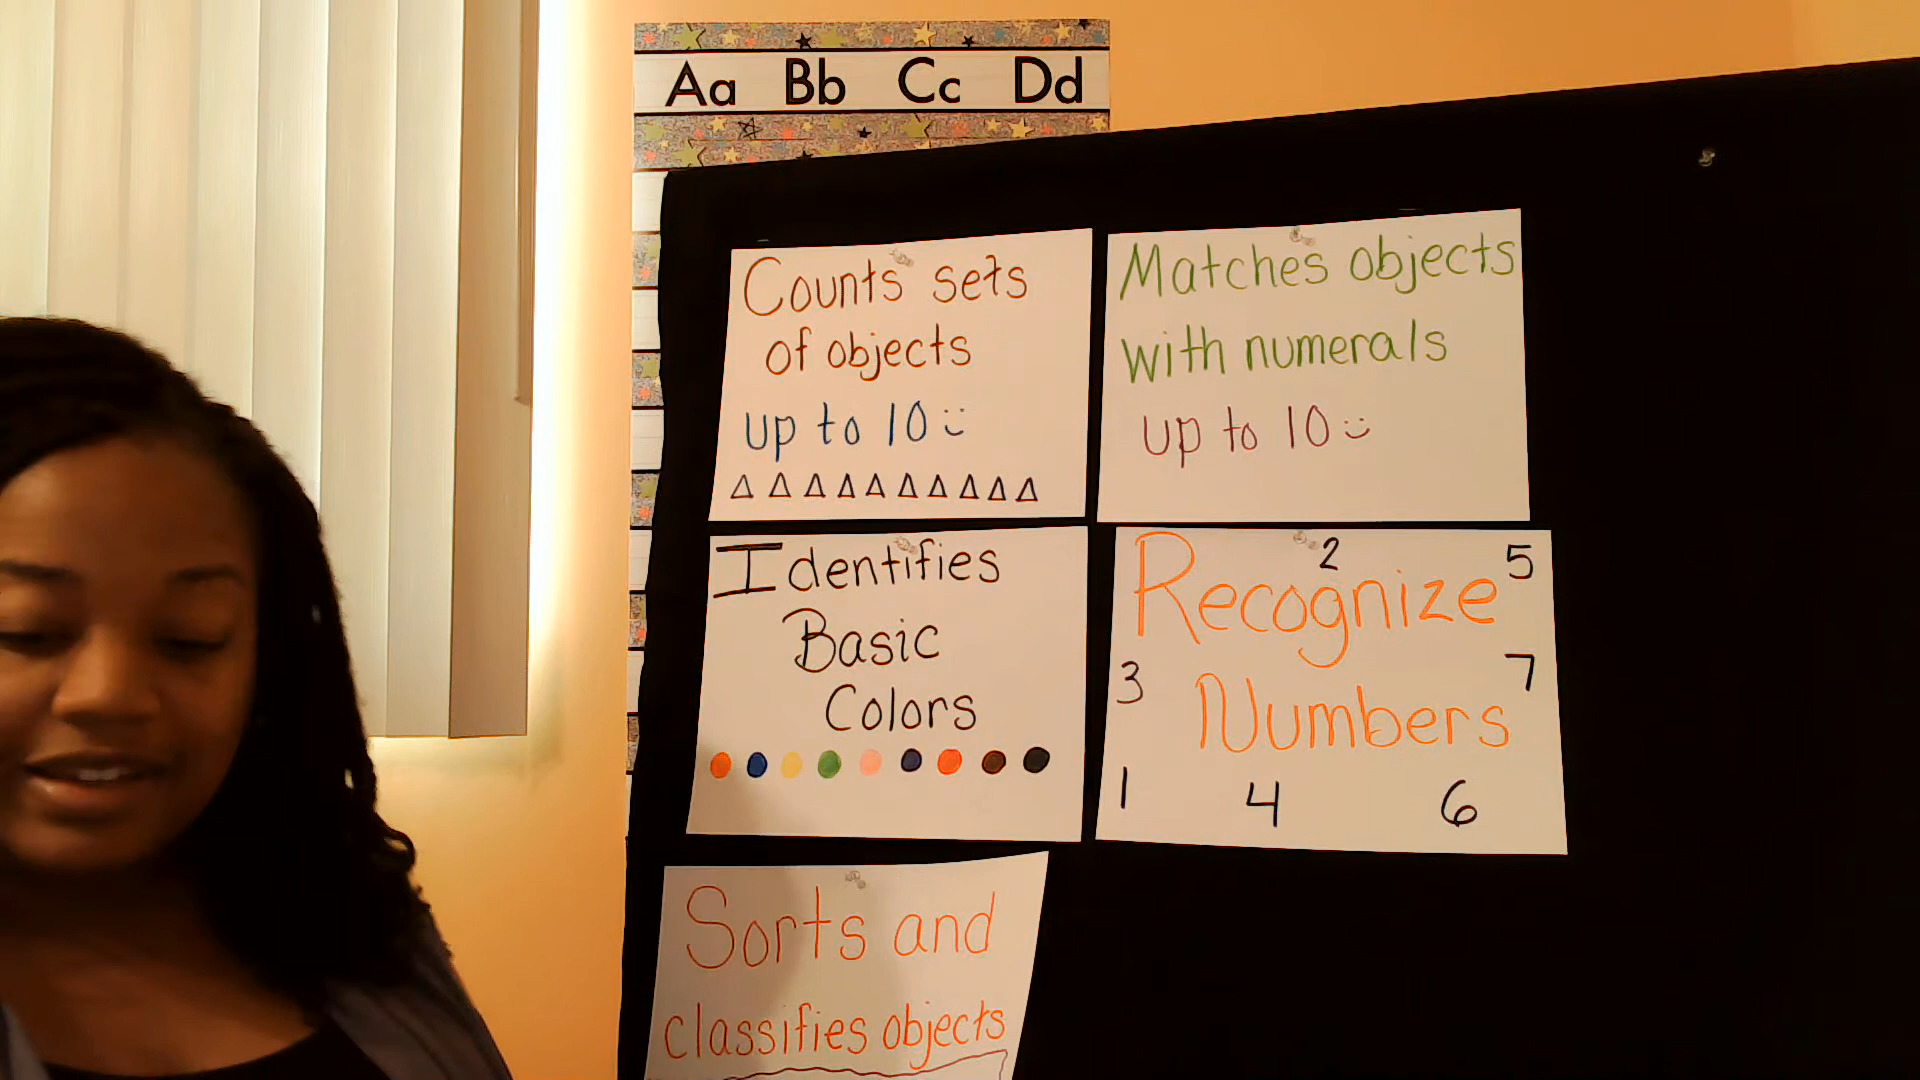 Aa Bb Cc Dd
Counts sets
of objects
up to 10
Matches objects
with numerals
up to 10
Identifies
Basic
Colors
2 5
Recognize
3 7
Numbers
1 4 6
Sorts and
classifies objects